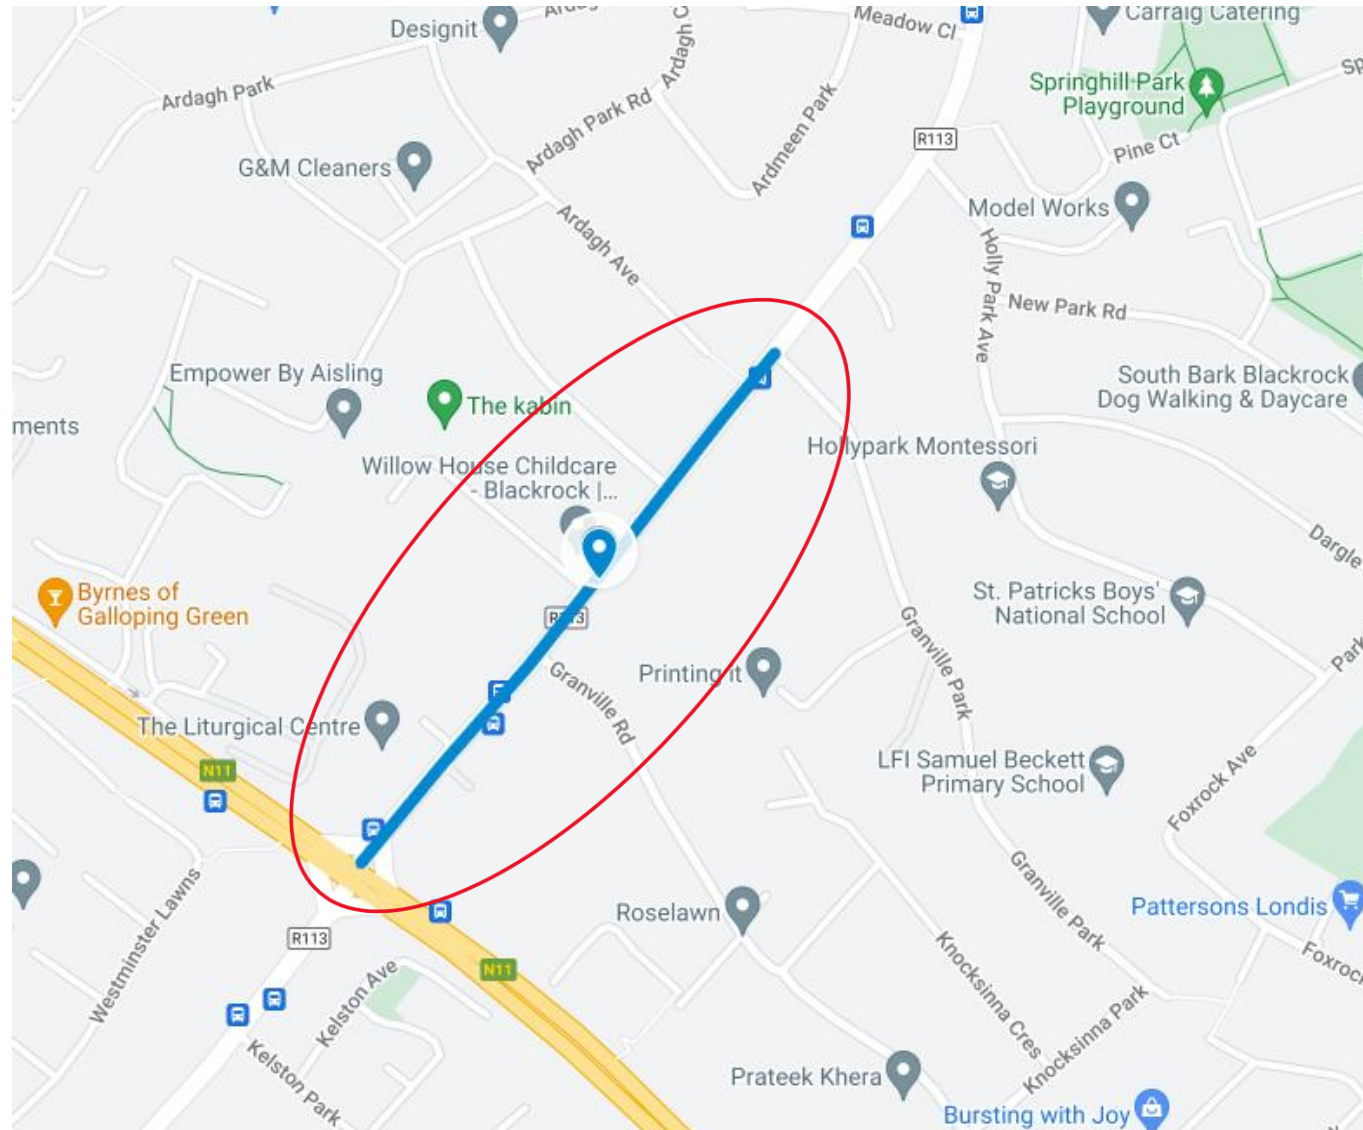 Designit
Meadow Cl
Carraig Catering
Ardagh Park
Ardagh Park Rd
Ardmeen Park
Springhill Park
Playground
R113
Pine Ct
G&M Cleaners
Model Works
Ardagh Ave
Holly Park Ave
New Park Rd
Empower By Aisling
The kabin
South Bark Blackrock
Dog Walking & Daycare
ments
Willow House Childcare
- Blackrock |...
Hollypark Montessori
Dargle
Byrnes of
Galloping Green
R113
St. Patricks Boys'
National School
Granville Park
Park
Printing it
Granville Rd
The Liturgical Centre
N11
LFI Samuel Beckett
Primary School
Foxrock Ave
Granville Park
Westminster Lawns
R113
Roselawn
Pattersons Londis
N11
Kelston Ave
Knocksinna Cres
Knocksinna Park
Kelston Park
Prateek Khera
Bursting with Joy